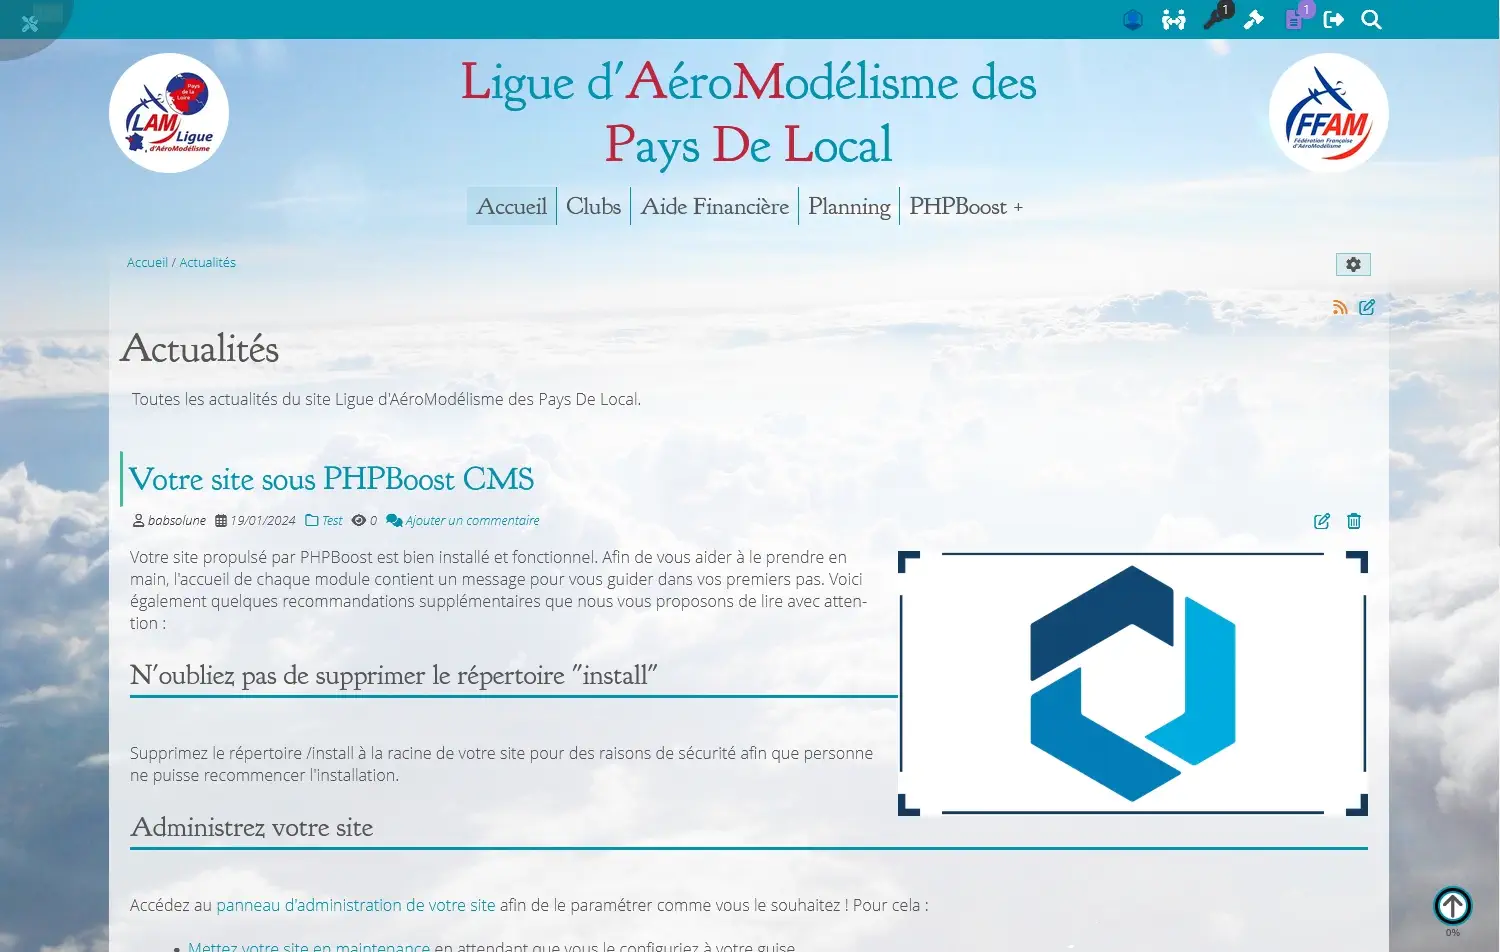 1
1
Pays
de la
Loire
LAM
Ligue
d'AéroModélisme
Ligue d'AéroModélisme des
Pays De Local
FFAM
Fédération Française
d'AéroModélisme
Accueil
Clubs
Aide Financière
Planning
PHPBoost +
Accueil / Actualités
Actualités
Toutes les actualités du site Ligue d'AéroModélisme des Pays De Local.
Votre site sous PHPBoost CMS
babsolune 19/01/2024 Test 0 Ajouter un commentaire
Votre site propulsé par PHPBoost est bien installé et fonctionnel. Afin de vous aider à le prendre en
main, l'accueil de chaque module contient un message pour vous guider dans vos premiers pas. Voici
également quelques recommandations supplémentaires que nous vous proposons de lire avec atten-
tion :
N'oubliez pas de supprimer le répertoire "install"
Supprimez le répertoire /install à la racine de votre site pour des raisons de sécurité afin que personne
ne puisse recommencer l'installation.
Administrez votre site
Accédez au panneau d'administration de votre site afin de le paramétrer comme vous le souhaitez ! Pour cela :
• Mettez votre site en maintenance en attendant que vous le configuriez à votre guise.
0%